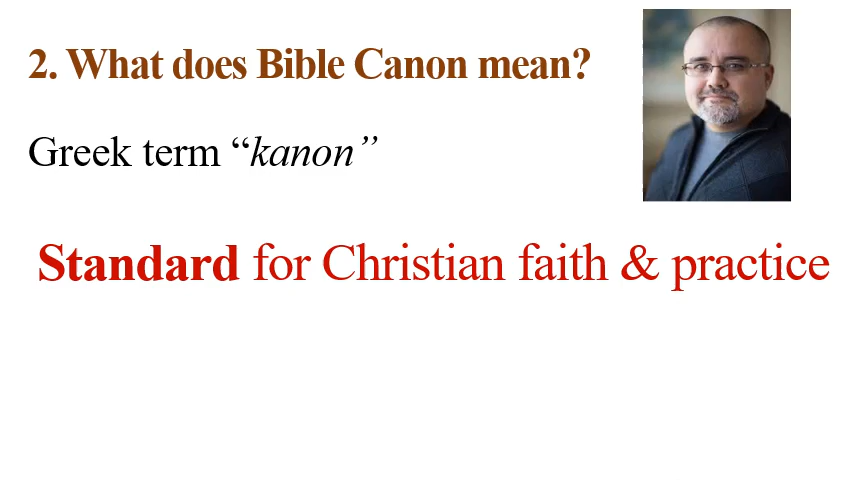 2. What does Bible Canon mean?
Greek term “kanon”
Standard for Christian faith & practice